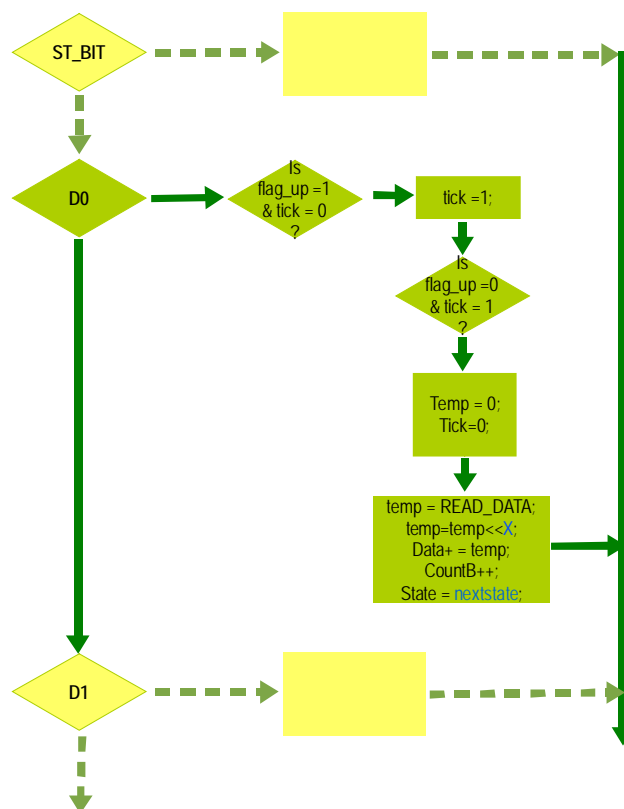 ST_BIT
D0
Is
flag_up =1
& tick = 0
?
tick =1;
Is
flag_up =0
& tick = 1
?
Temp = 0;
Tick=0;
temp = READ_DATA;
temp=temp<<X;
Data+ = temp;
CountB++;
State = nextstate;
D1